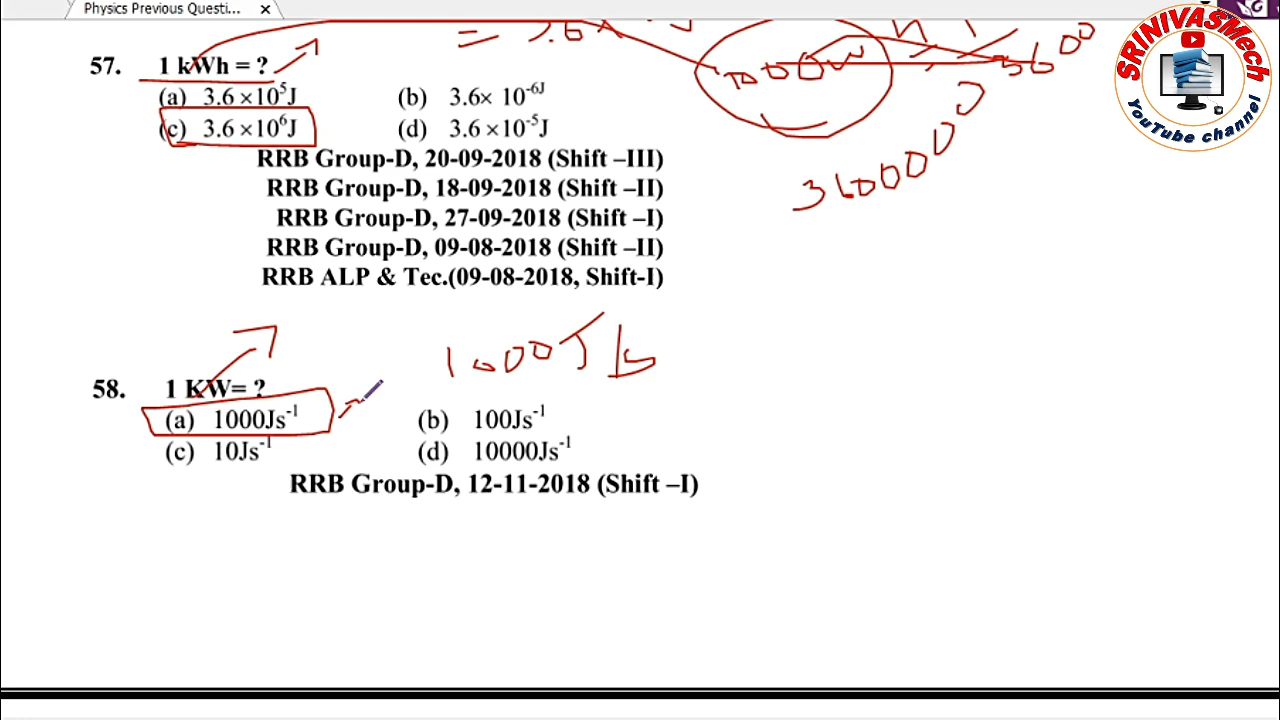 Physics Previous Questi... ×
= 3.6×
57. 1 kWh = ?
1000W 3600
(a) 3.6 ×10⁵J (b) 3.6× 10⁻⁶ᴶ
(c) 3.6 ×10⁶J (d) 3.6 ×10⁻⁵J
3600000
RRB Group-D, 20-09-2018 (Shift –III)
RRB Group-D, 18-09-2018 (Shift –II)
RRB Group-D, 27-09-2018 (Shift –I)
RRB Group-D, 09-08-2018 (Shift –II)
RRB ALP & Tec.(09-08-2018, Shift-I)
1000J/s
58. 1 KW= ?
(a) 1000Js⁻¹ (b) 100Js⁻¹
(c) 10Js⁻¹ (d) 10000Js⁻¹
RRB Group-D, 12-11-2018 (Shift –I)
SRINIVASMech
YouTube channel